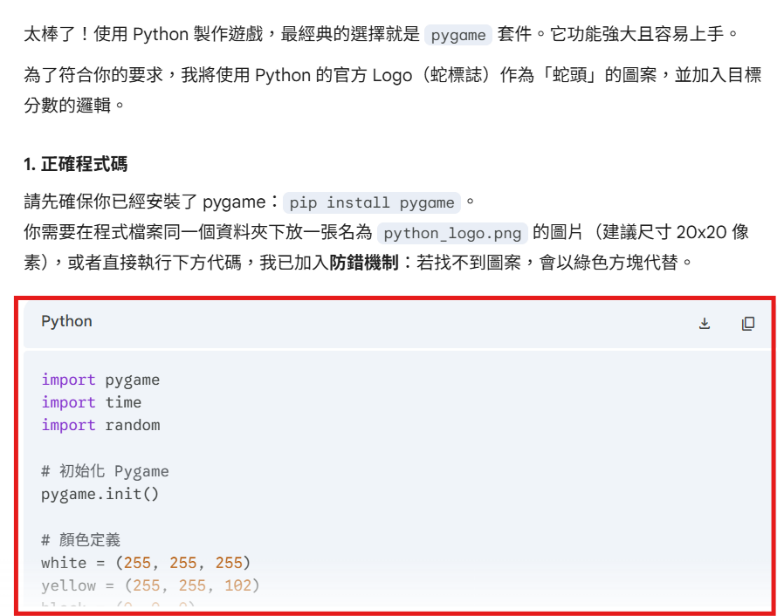 太棒了！使用 Python 製作遊戲，最經典的選擇就是 pygame 套件。它功能強大且容易上手。
為了符合你的要求，我將使用 Python 的官方 Logo（蛇標誌）作為「蛇頭」的圖案，並加入目標
分數的邏輯。
1. 正確程式碼
請先確保你已經安裝了 pygame：pip install pygame。
你需要在程式檔案同一個資料夾下放一張名為 python_logo.png 的圖片（建議尺寸 20x20 像
素），或者直接執行下方代碼，我已加入防錯機制：若找不到圖案，會以綠色方塊代替。
Python
import pygame
import time
import random
# 初始化 Pygame
pygame.init()
# 顏色定義
white = (255, 255, 255)
yellow = (255, 255, 102)